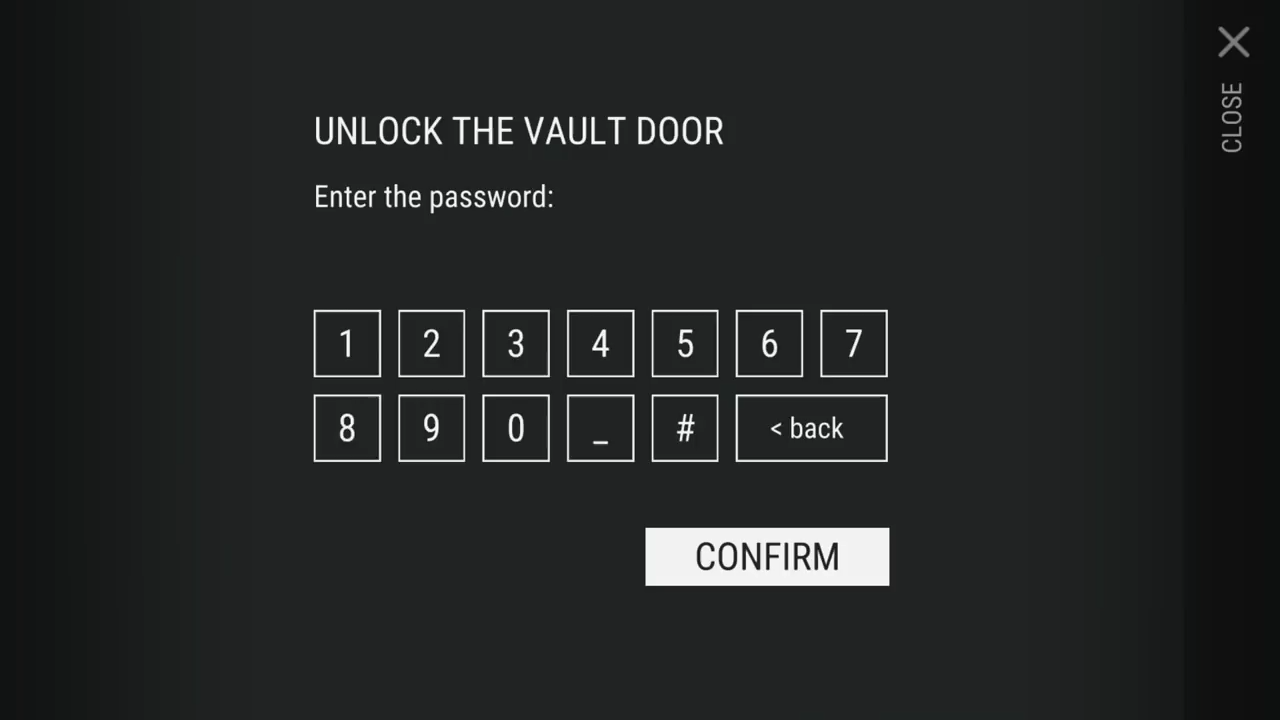 UNLOCK THE VAULT DOOR
Enter the password:
1 2 3 4 5 6 7
8 9 0 _ # < back
CONFIRM
CLOSE